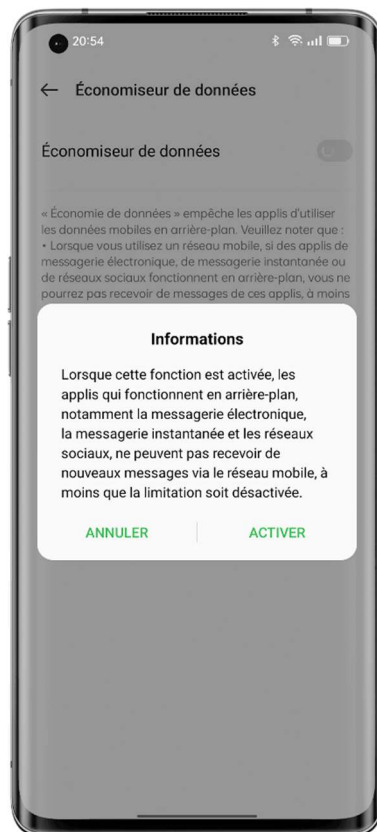 20:54
Économiseur de données
Économiseur de données
« Économie de données » empêche les applis d'utiliser
les données mobiles en arrière-plan. Veuillez noter que :
• Lorsque vous utilisez un réseau mobile, si des applis de
messagerie électronique, de messagerie instantanée ou
de réseaux sociaux fonctionnent en arrière-plan, vous ne
pourrez pas recevoir de messages de ces applis, à moins
Informations
Lorsque cette fonction est activée, les
applis qui fonctionnent en arrière-plan,
notamment la messagerie électronique,
la messagerie instantanée et les réseaux
sociaux, ne peuvent pas recevoir de
nouveaux messages via le réseau mobile, à
moins que la limitation soit désactivée.
ANNULER ACTIVER